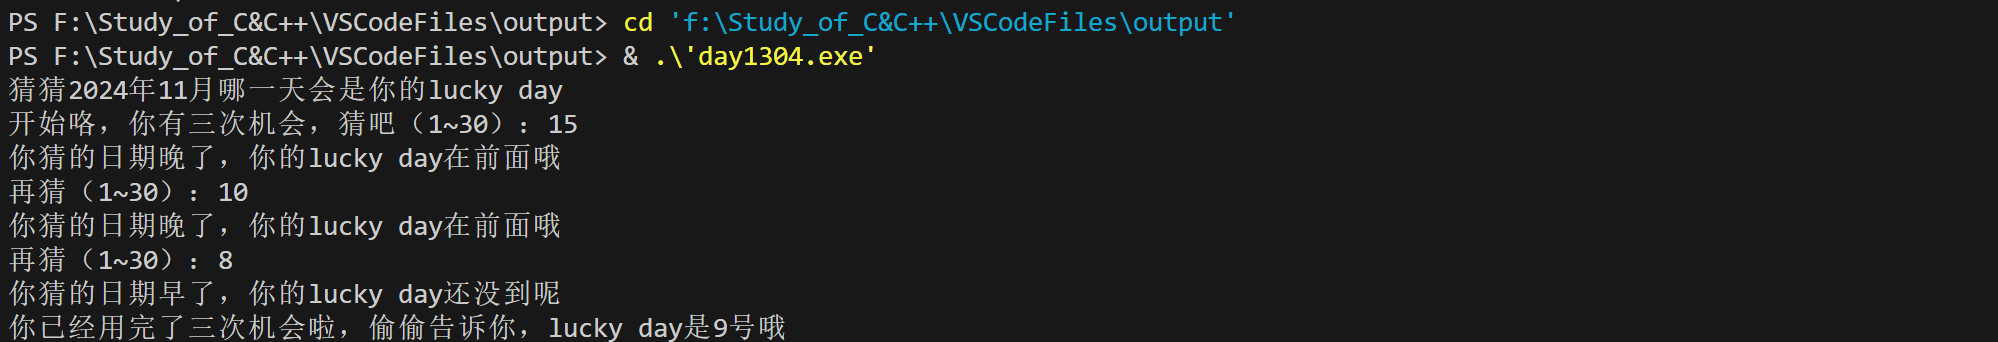 PS F:\Study_of_C&C++\VSCodeFiles\output> cd 'f:\Study_of_C&C++\VSCodeFiles\output'
PS F:\Study_of_C&C++\VSCodeFiles\output> & .\'day1304.exe'
猜猜2024年11月哪一天会是你的lucky day
开始咯，你有三次机会，猜吧（1~30）：15
你猜的日期晚了，你的lucky day在前面哦
再猜（1~30）：10
你猜的日期晚了，你的lucky day在前面哦
再猜（1~30）：8
你猜的日期早了，你的lucky day还没到呢
你已经用完了三次机会啦，偷偷告诉你，lucky day是9号哦